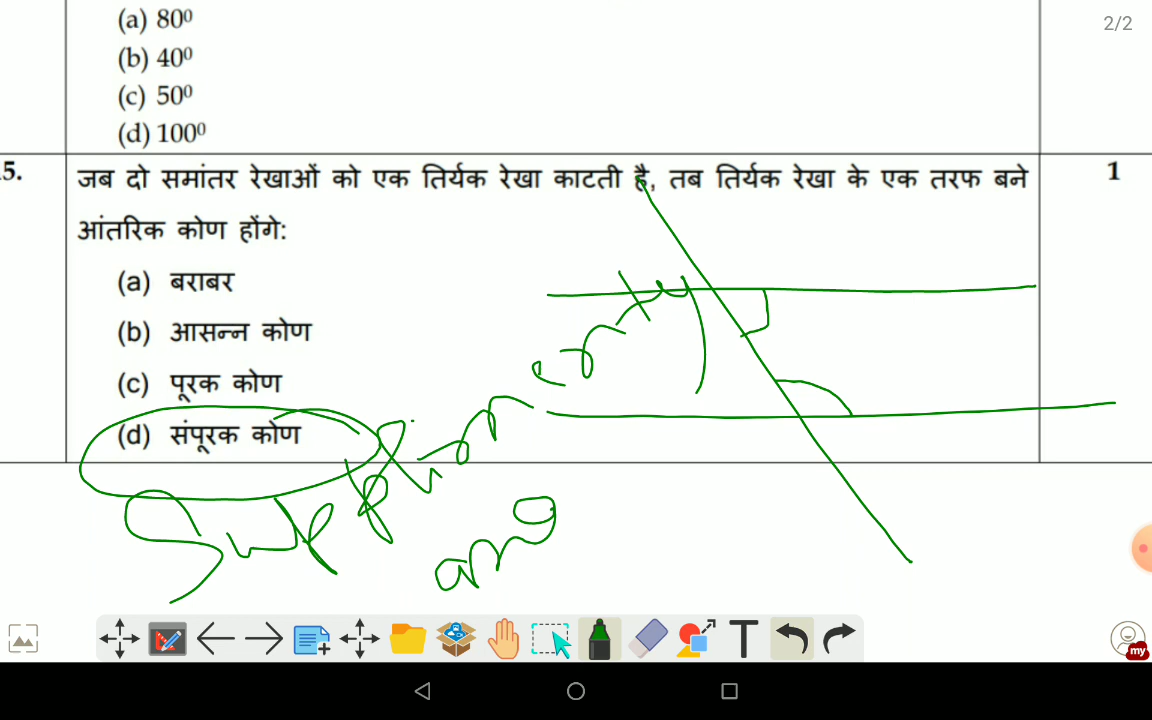 2/2
(a) 80⁰
(b) 40⁰
(c) 50⁰
(d) 100⁰
5.
जब दो समांतर रेखाओं को एक तिर्यक रेखा काटती है, तब तिर्यक रेखा के एक तरफ बने
1
आंतरिक कोण होंगे:
(a) बराबर
(b) आसन्न कोण
(c) पूरक कोण
(d) संपूरक कोण
T
my